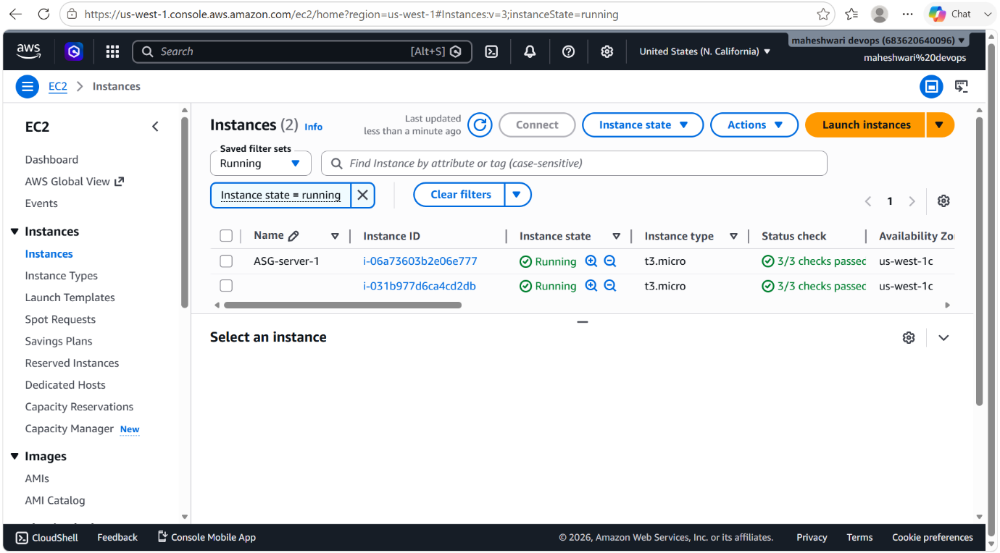 https://us-west-1.console.aws.amazon.com/ec2/home?region=us-west-1#Instances:v=3;instanceState=running
Chat
aws
Search [Alt+S]
United States (N. California)
maheshwari devops (683620640096)
maheshwari%20devops
EC2 Instances
EC2
Dashboard
AWS Global View
Events
Instances
Instances
Instance Types
Launch Templates
Spot Requests
Savings Plans
Reserved Instances
Dedicated Hosts
Capacity Reservations
Capacity Manager New
Images
AMIs
AMI Catalog
Instances (2) Info
Last updated
less than a minute ago
Connect
Instance state
Actions
Launch instances
Saved filter sets
Running
Find Instance by attribute or tag (case-sensitive)
Instance state = running
Clear filters
1
Name Instance ID Instance state Instance type Status check Availability Zo
ASG-server-1 i-06a73603b2e06e777 Running t3.micro 3/3 checks passed us-west-1c
i-031b977d6ca4cd2db Running t3.micro 3/3 checks passed us-west-1c
Select an instance
CloudShell Feedback Console Mobile App © 2026, Amazon Web Services, Inc. or its affiliates. Privacy Terms Cookie preferences